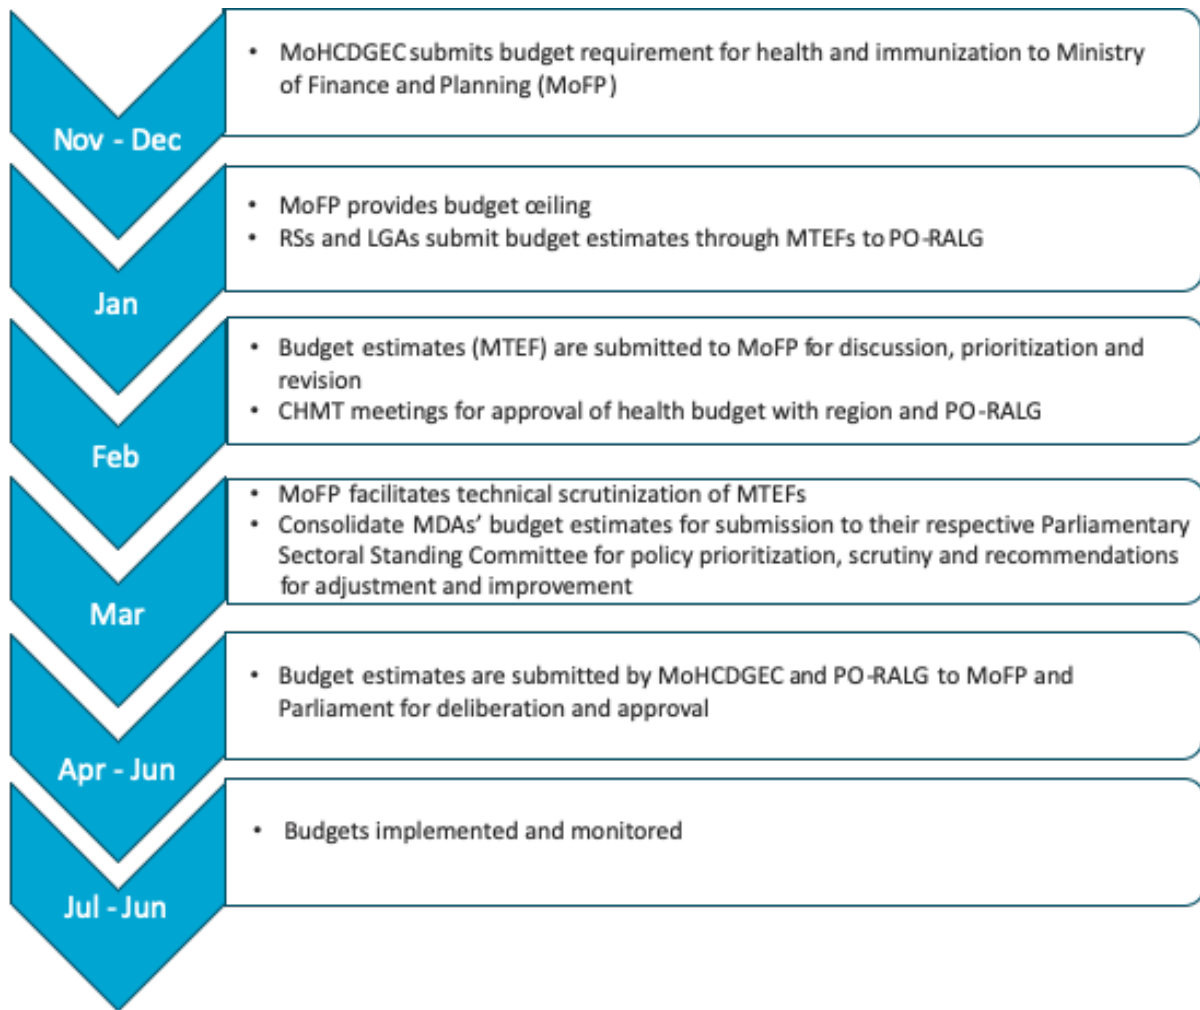 • MoHCDGEC submits budget requirement for health and immunization to Ministry
of Finance and Planning (MoFP)
Nov - Dec
• MoFP provides budget ceiling
• RSs and LGAs submit budget estimates through MTEFs to PO-RALG
Jan
• Budget estimates (MTEF) are submitted to MoFP for discussion, prioritization and
revision
• CHMT meetings for approval of health budget with region and PO-RALG
Feb
• MoFP facilitates technical scrutinization of MTEFs
• Consolidate MDAs' budget estimates for submission to their respective Parliamentary
Sectoral Standing Committee for policy prioritization, scrutiny and recommendations
for adjustment and improvement
Mar
• Budget estimates are submitted by MoHCDGEC and PO-RALG to MoFP and
Parliament for deliberation and approval
Apr - Jun
• Budgets implemented and monitored
Jul - Jun